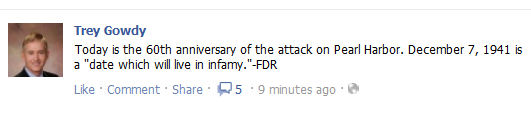 Trey Gowdy
Today is the 60th anniversary of the attack on Pearl Harbor. December 7, 1941 is
a "date which will live in infamy."-FDR
Like · Comment · Share · 5 · 9 minutes ago ·